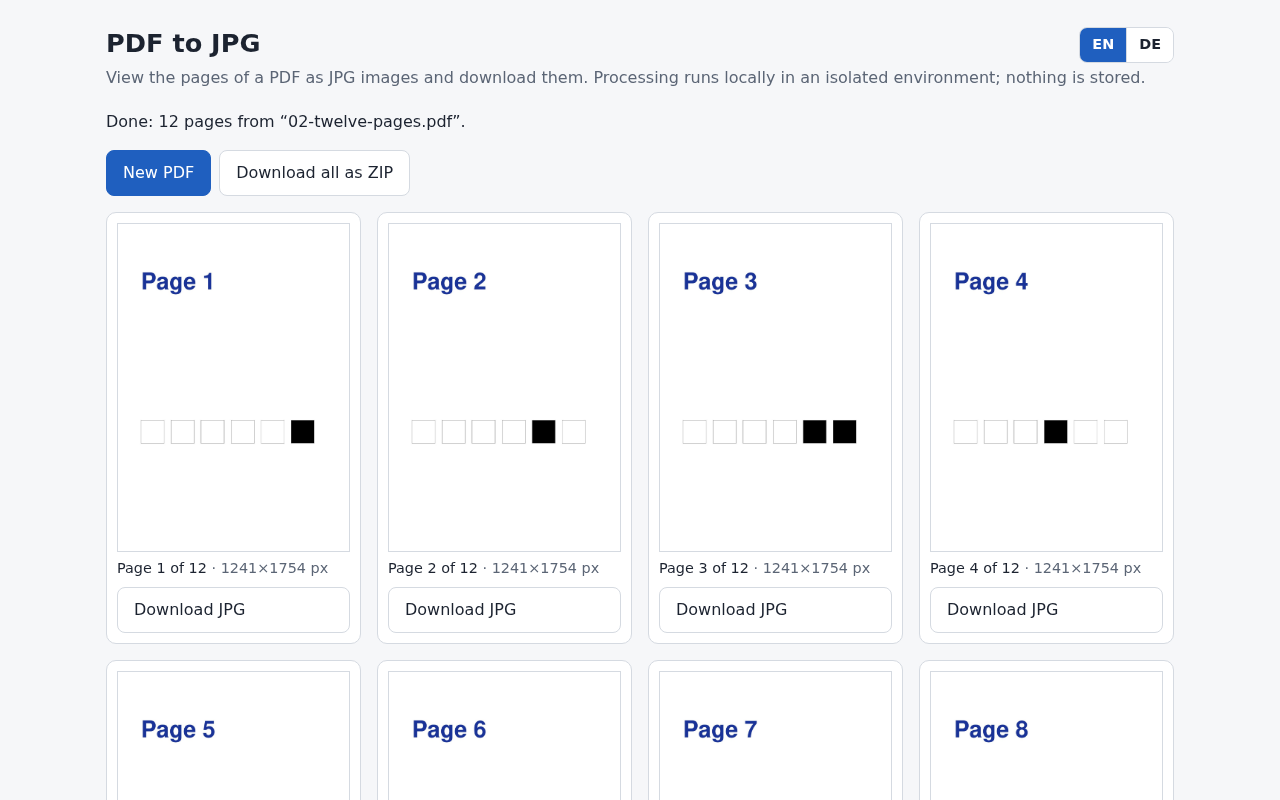 PDF to JPG
EN DE
View the pages of a PDF as JPG images and download them. Processing runs locally in an isolated environment; nothing is stored.
Done: 12 pages from “02-twelve-pages.pdf”.
New PDF Download all as ZIP
Page 1 Page 2 Page 3 Page 4
Page 1 of 12 · 1241×1754 px Page 2 of 12 · 1241×1754 px Page 3 of 12 · 1241×1754 px Page 4 of 12 · 1241×1754 px
Download JPG Download JPG Download JPG Download JPG
Page 5 Page 6 Page 7 Page 8